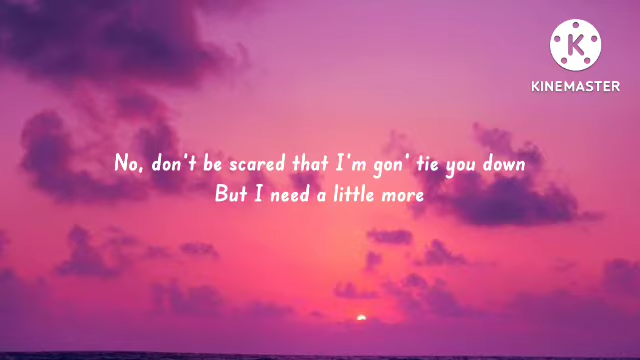 KINEMASTER
No, don't be scared that I'm gon' tie you down
But I need a little more